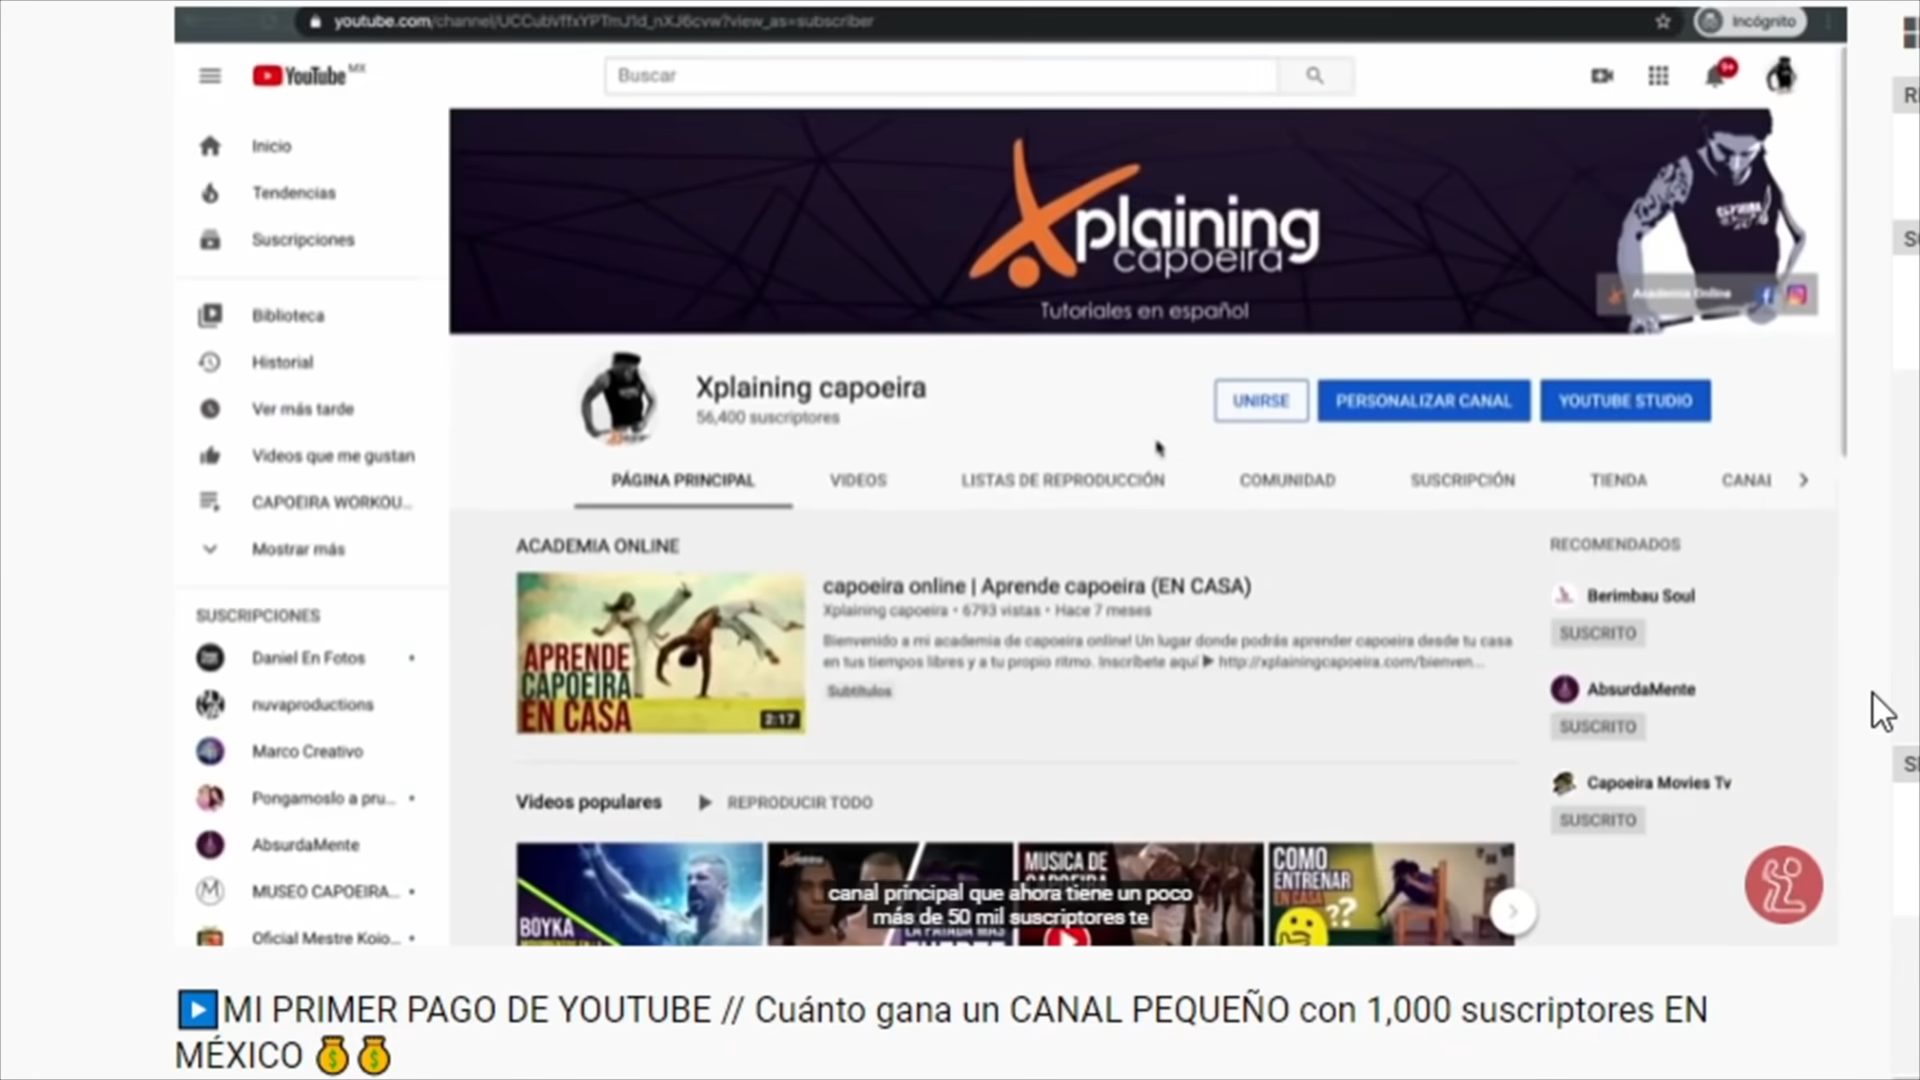 youtube.com/channel/UCCubVffxYPTmJ1d_nXJ6cvw?view_as=subscriber
Incógnito
YouTube MX
Buscar
9+
Inicio
Tendencias
Suscripciones
Biblioteca
Historial
Ver más tarde
Videos que me gustan
CAPOEIRA WORKOU...
Mostrar más
SUSCRIPCIONES
Daniel En Fotos
nuvaproductions
Marco Creativo
Pongamoslo a pru...
AbsurdaMente
MUSEO CAPOEIRA...
Oficial Mestre Koio...
Xplaining
capoeira
Tutoriales en español
Academia Online
Xplaining capoeira
56,400 suscriptores
UNIRSE
PERSONALIZAR CANAL
YOUTUBE STUDIO
PÁGINA PRINCIPAL
VIDEOS
LISTAS DE REPRODUCCIÓN
COMUNIDAD
SUSCRIPCIÓN
TIENDA
CANAL
ACADEMIA ONLINE
APRENDE
CAPOEIRA
EN CASA
2:17
capoeira online | Aprende capoeira (EN CASA)
Xplaining capoeira • 6793 vistas • Hace 7 meses
Bienvenido a mi academia de capoeira online! Un lugar donde podrás aprender capoeira desde tu casa
en tus tiempos libres y a tu propio ritmo. Inscríbete aquí ▶ http://xplainingcapoeira.com/bienven...
Subtítulos
RECOMENDADOS
Berimbau Soul
SUSCRITO
AbsurdaMente
SUSCRITO
Capoeira Movies Tv
SUSCRITO
Videos populares
REPRODUCIR TODO
BOYKA
MUSICA DE
CAPOEIRA
COMO
ENTRENAR
EN CASA
??
canal principal que ahora tiene un poco
más de 50 mil suscriptores te
MI PRIMER PAGO DE YOUTUBE // Cuánto gana un CANAL PEQUEÑO con 1,000 suscriptores EN
MÉXICO